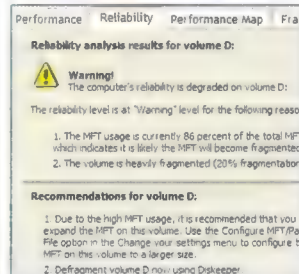 Performance Reliability Performance Map Fra
Reliability analysis results for volume D:
Warning!
The computer's reliability is degraded on volume D:
The reliability level is at "Warning" level for the following reaso
1. The MFT usage is currently 86 percent of the total MFT
which indicates it is likely the MFT will become fragmented
2. The volume is heavily fragmented (20% fragmentation
Recommendations for volume D:
1. Due to the high MFT usage, it is recommended that you
expand the MFT on this volume. Use the Configure MFT/Pa
File option in the Change your settings menu to configure t
MFT on this volume to a larger size.
2. Defragment volume D now using Diskeeper